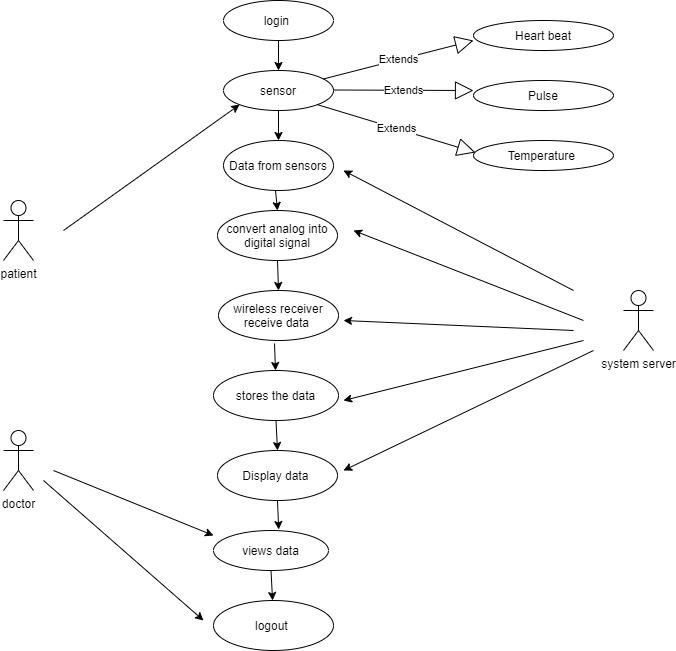 login
Heart beat
Extends
sensor
Extends
Pulse
Extends
Temperature
Data from sensors
convert analog into
digital signal
patient
wireless receiver
receive data
system server
stores the data
Display data
doctor
views data
logout